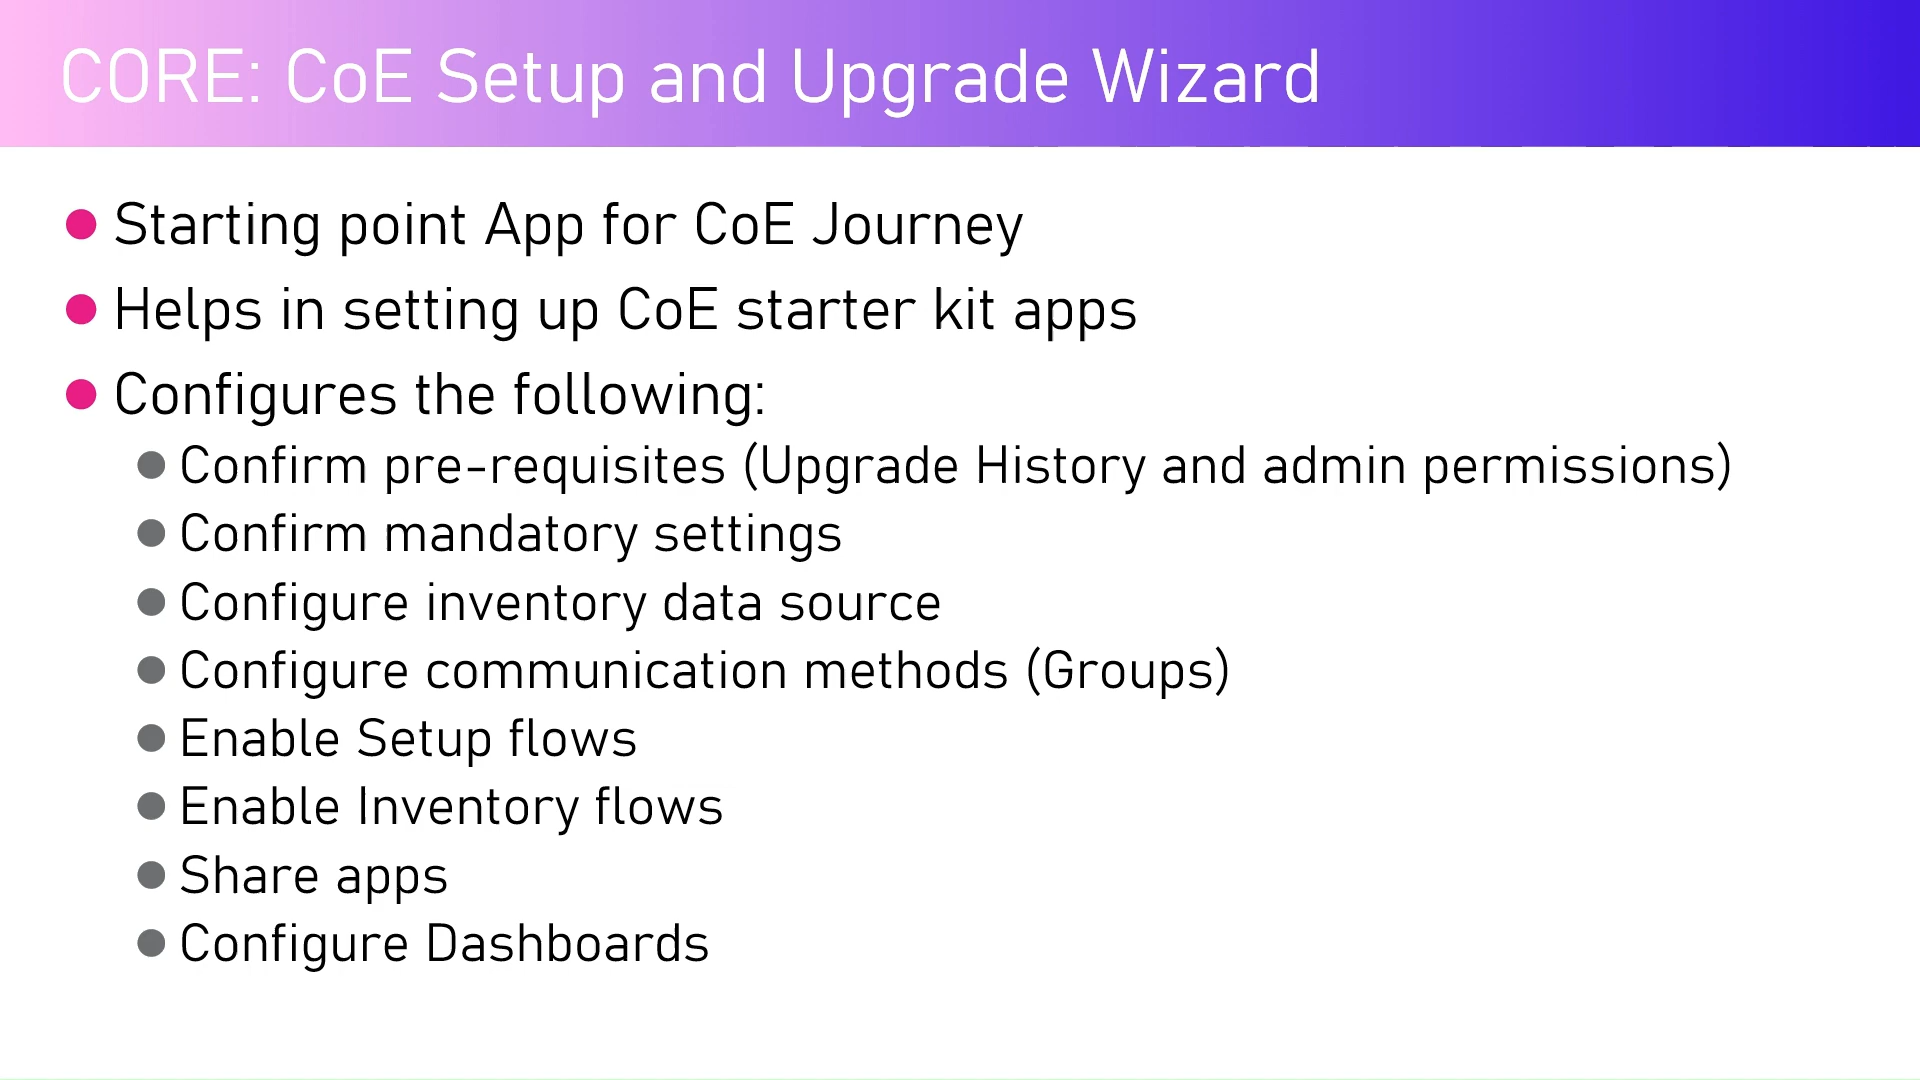 CORE: CoE Setup and Upgrade Wizard
Starting point App for CoE Journey
Helps in setting up CoE starter kit apps
Configures the following:
Confirm pre-requisites (Upgrade History and admin permissions)
Confirm mandatory settings
Configure inventory data source
Configure communication methods (Groups)
Enable Setup flows
Enable Inventory flows
Share apps
Configure Dashboards